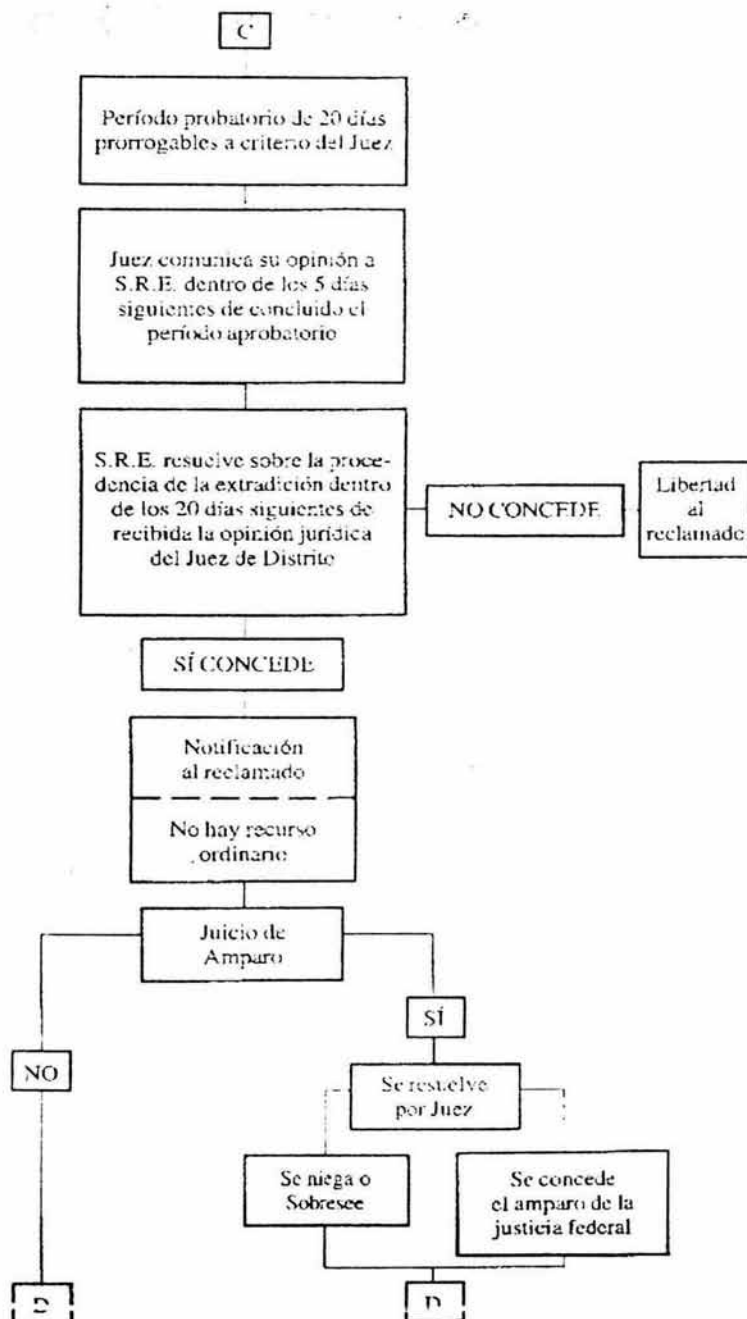 C
Período probatorio de 20 días
prorrogables a criterio del Juez
Juez comunica su opinión a
S.R.E. dentro de los 5 días
siguientes de concluido el
período aprobatorio
S.R.E. resuelve sobre la proce-
dencia de la extradición dentro
de los 20 días siguientes de
recibida la opinión jurídica
del Juez de Distrito
NO CONCEDE
Libertad
al
reclamado
SÍ CONCEDE
Notificación
al reclamado
No hay recurso
ordinario
Juicio de
Amparo
SÍ
NO
Se resuelve
por Juez
Se niega o
Sobresee
Se concede
el amparo de la
justicia federal
D
D